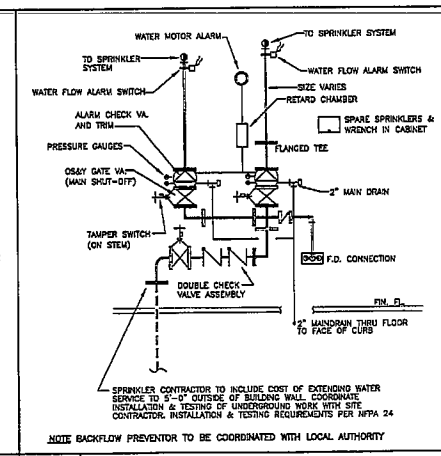 WATER MOTOR ALARM
TO SPRINKLER SYSTEM
TO SPRINKLER
SYSTEM
WATER FLOW ALARM SWITCH
WATER FLOW ALARM SWITCH
SIZE VARIES
RETARD CHAMBER
ALARM CHECK VA.
AND TRIM
SPARE SPRINKLERS &
WRENCH IN CABINET
PRESSURE GAUGES
FLANGED TEE
OS&Y GATE VA.
(MAIN SHUT-OFF)
2" MAIN DRAIN
TAMPER SWITCH
(ON STEM)
F.D. CONNECTION
DOUBLE CHECK
VALVE ASSEMBLY
FIN. FL.
2" MAINDRAIN THRU FLOOR
TO FACE OF CURB
SPRINKLER CONTRACTOR TO INCLUDE COST OF EXTENDING WATER
SERVICE TO 5'-0" OUTSIDE OF BUILDING WALL. COORDINATE
INSTALLATION & TESTING OF UNDERGROUND WORK WITH SITE
CONTRACTOR. INSTALLATION & TESTING REQUIREMENTS PER NFPA 24
NOTE BACKFLOW PREVENTOR TO BE COORDINATED WITH LOCAL AUTHORITY